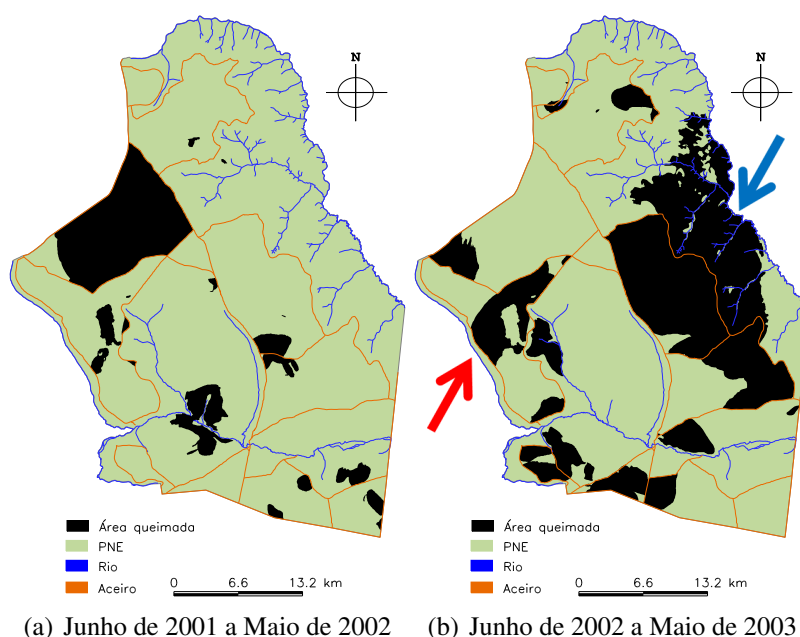 N
N
Área queimada
PNE
Rio
Aceiro
0 6.6 13.2 km
Área queimada
PNE
Rio
Aceiro
0 6.6 13.2 km
(a) Junho de 2001 a Maio de 2002
(b) Junho de 2002 a Maio de 2003